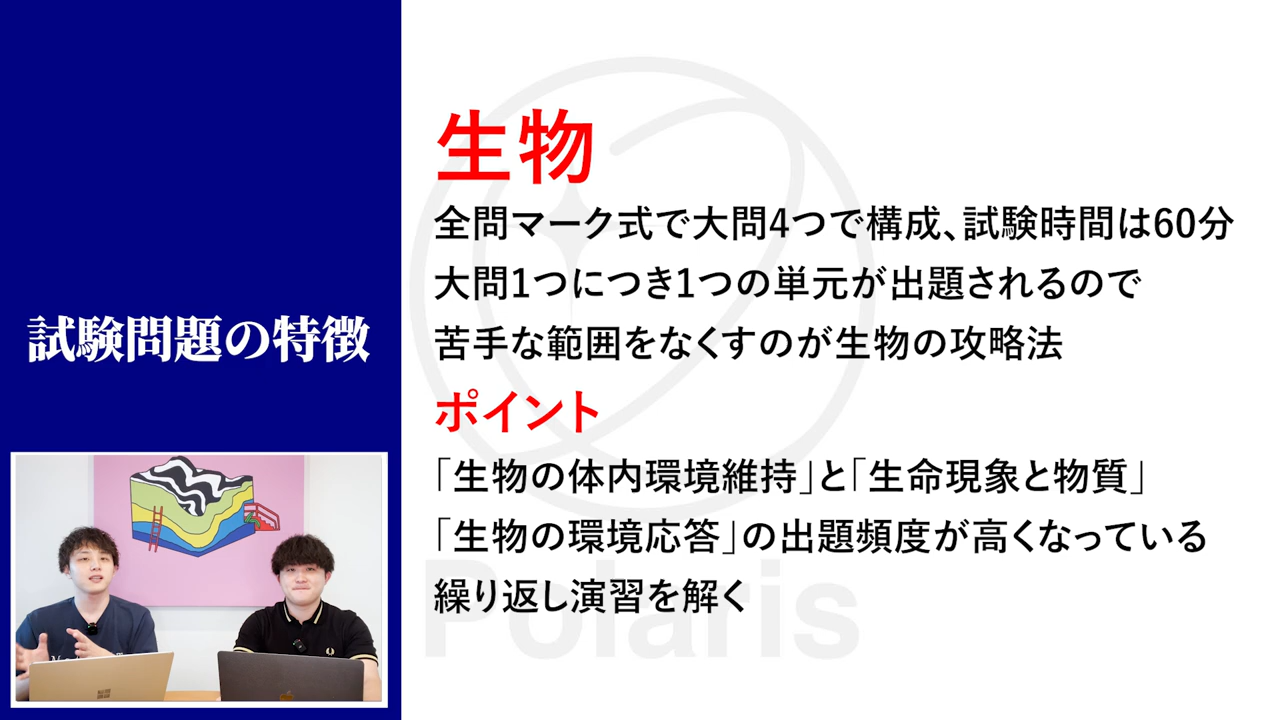 試験問題の特徴
生物
全問マーク式で大問4つで構成、試験時間は60分
大問1つにつき1つの単元が出題されるので
苦手な範囲をなくすのが生物の攻略法
ポイント
「生物の体内環境維持」と「生命現象と物質」
「生物の環境応答」の出題頻度が高くなっている
繰り返し演習を解く
Polaris